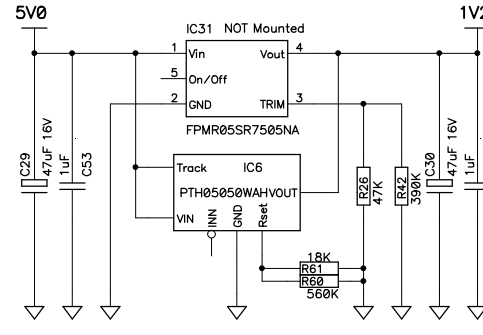 5V0
IC31 NOT Mounted
1V2
1
Vin
Vout
4
5
On/Off
2
GND
TRIM
3
FPMR05SR7505NA
C29
47uF 16V
1uF
C53
Track
IC6
PTH05050WAHVOUT
VIN
INN
GND
Rset
R26
47K
R42
390K
C30
47uF 16V
1uF
18K
R61
R60
560K